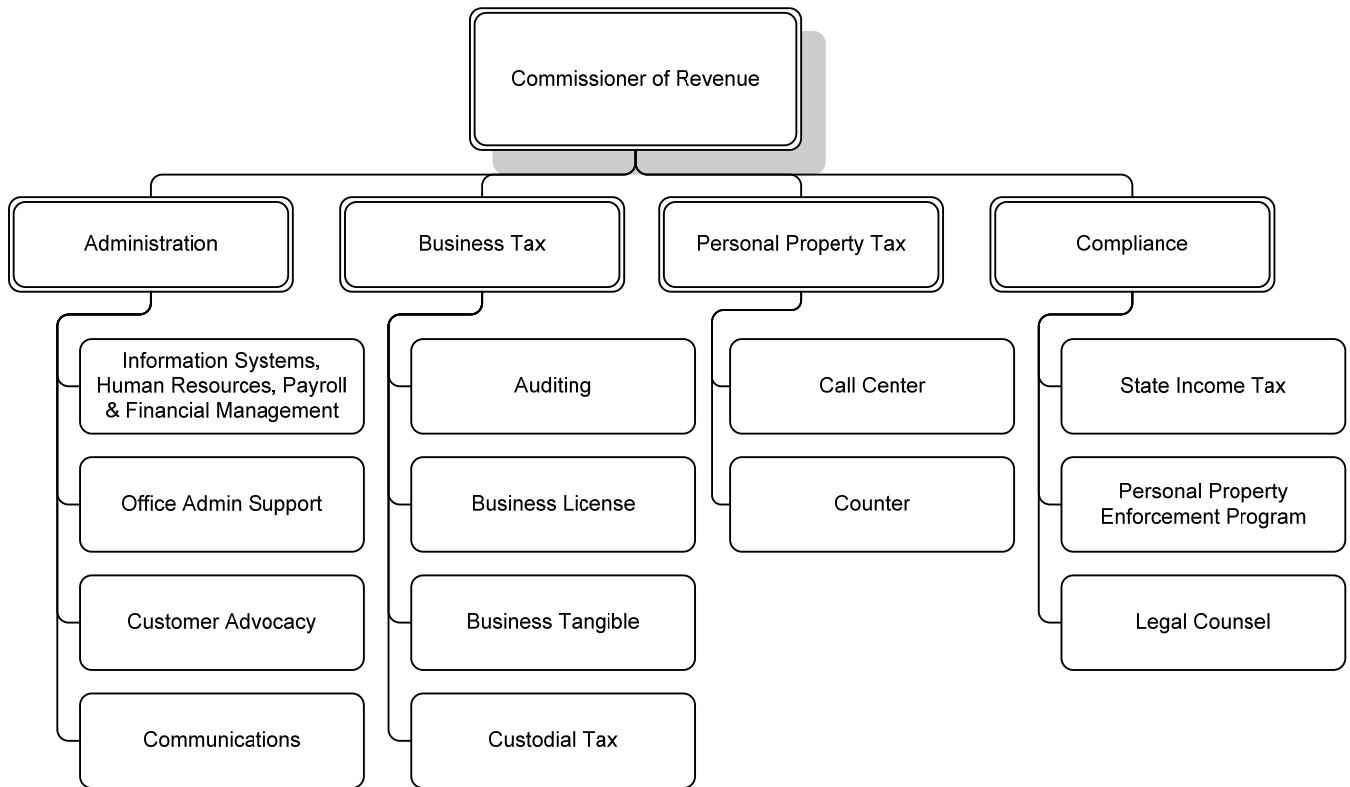 Commissioner of Revenue
Administration
Business Tax
Personal Property Tax
Compliance
Information Systems,
Human Resources, Payroll
& Financial Management
Auditing
Call Center
State Income Tax
Office Admin Support
Business License
Counter
Personal Property
Enforcement Program
Customer Advocacy
Business Tangible
Legal Counsel
Communications
Custodial Tax